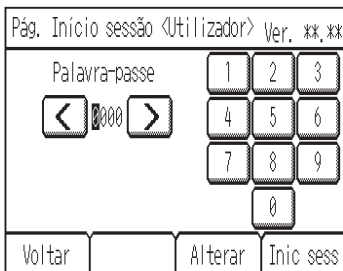 Pág. Início sessão <Utilizador> Ver. **.**
Palavra-passe
1 2 3
< 0000 >
4 5 6
7 8 9
0
Voltar Alterar Inic sess